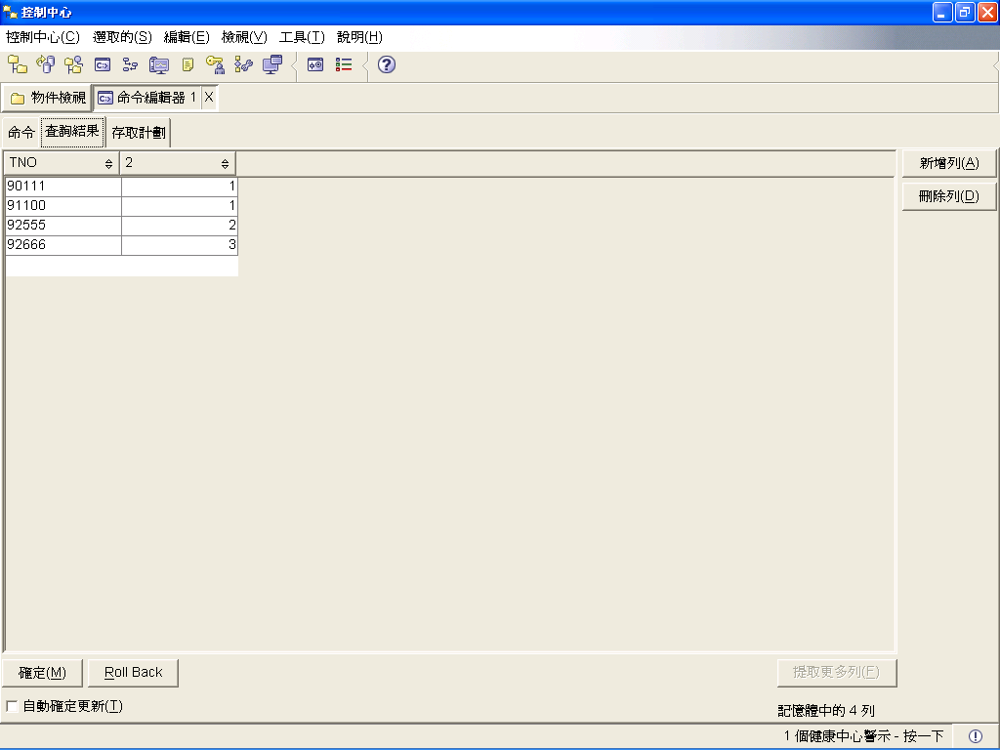 控制中心
控制中心(C) 選取的(S) 編輯(E) 檢視(V) 工具(T) 說明(H)
物件檢視 命令編輯器 1 X
命令 查詢結果 存取計劃
TNO 2
新增列(A)
90111 1
刪除列(D)
91100 1
92555 2
92666 3
確定(M) Roll Back 提取更多列(F)
自動確定更新(T)
記憶體中的 4 列
1 個健康中心警示 - 按一下